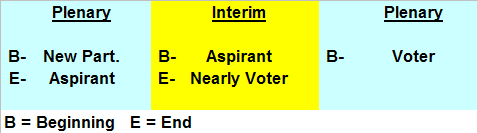 Plenary Interim Plenary
B- New Part. B- Aspirant B- Voter
E- Aspirant E- Nearly Voter
B = Beginning E = End